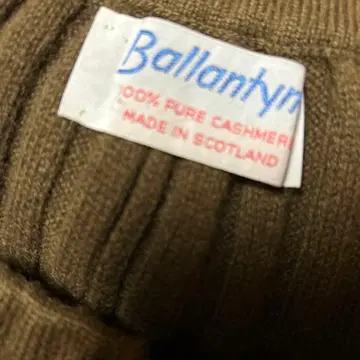 Ballantyn
100% PURE CASHMER
MADE IN SCOTLAND